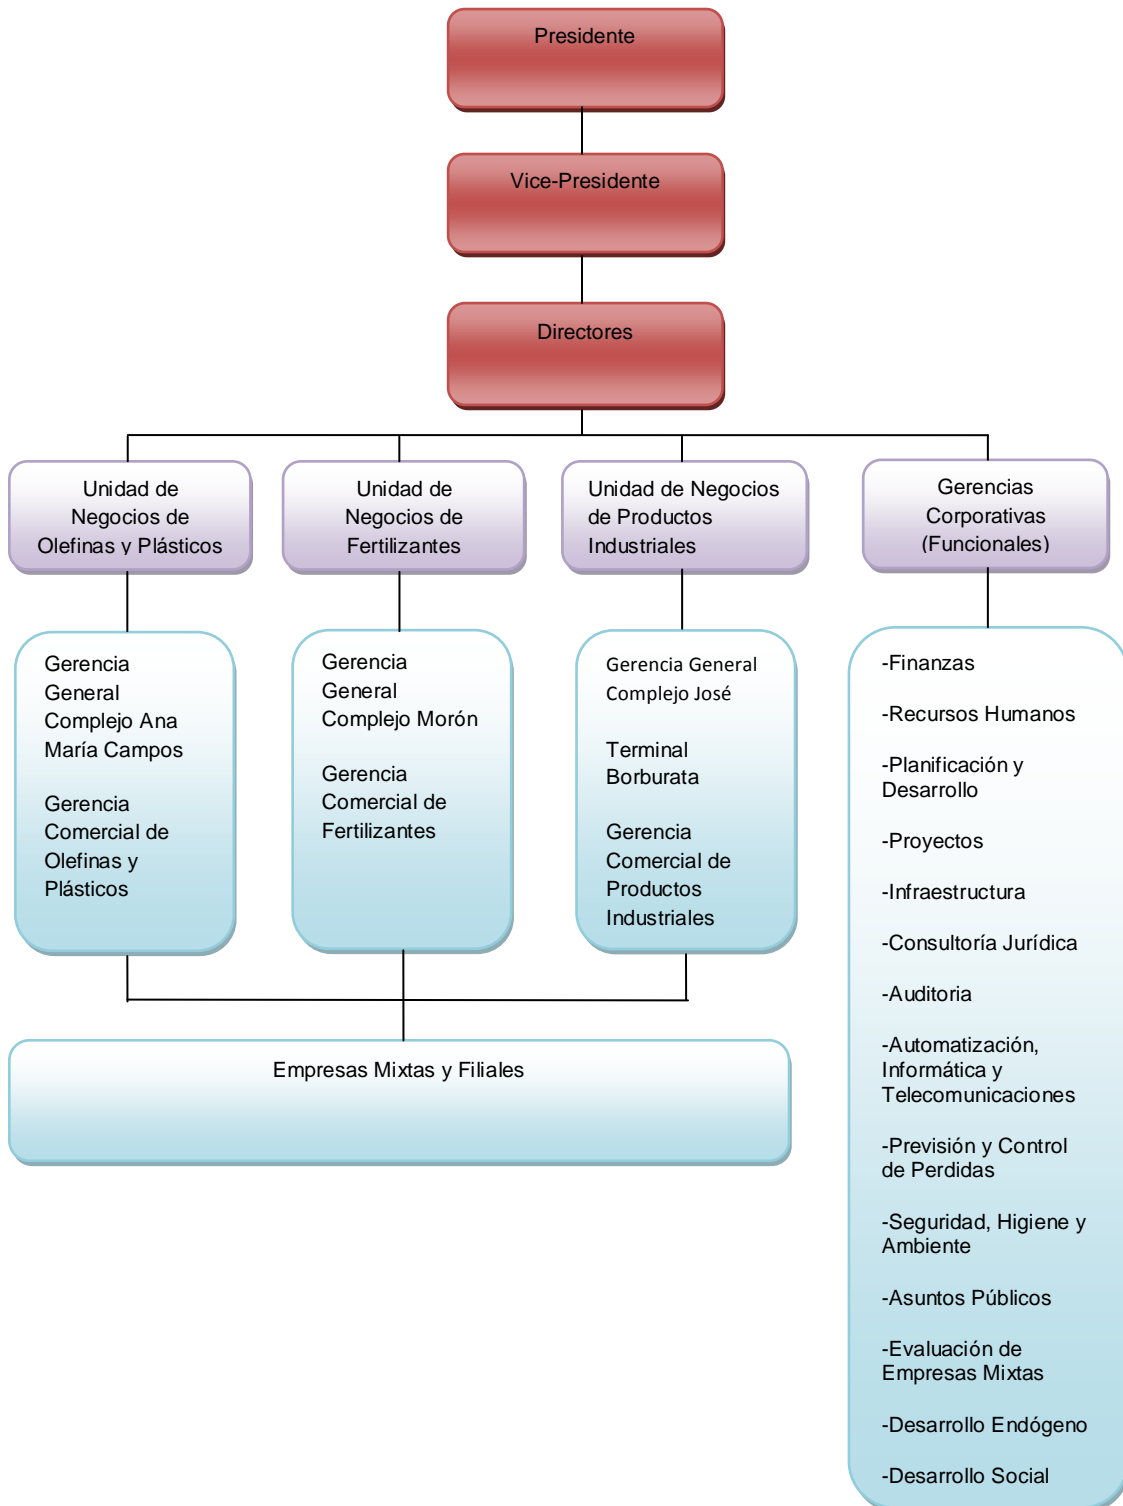 Presidente
Vice-Presidente
Directores
Unidad de
Negocios de
Olefinas y Plásticos
Unidad de
Negocios de
Fertilizantes
Unidad de Negocios
de Productos
Industriales
Gerencias
Corporativas
(Funcionales)
Gerencia
General
Complejo Ana
María Campos
Gerencia
Comercial de
Olefinas y
Plásticos
Gerencia
General
Complejo Morón
Gerencia
Comercial de
Fertilizantes
Gerencia General
Complejo José
Terminal
Borburata
Gerencia
Comercial de
Productos
Industriales
-Finanzas
-Recursos Humanos
-Planificación y
Desarrollo
-Proyectos
-Infraestructura
-Consultoría Jurídica
-Auditoria
-Automatización,
Informática y
Telecomunicaciones
-Previsión y Control
de Perdidas
-Seguridad, Higiene y
Ambiente
-Asuntos Públicos
-Evaluación de
Empresas Mixtas
-Desarrollo Endógeno
-Desarrollo Social
Empresas Mixtas y Filiales